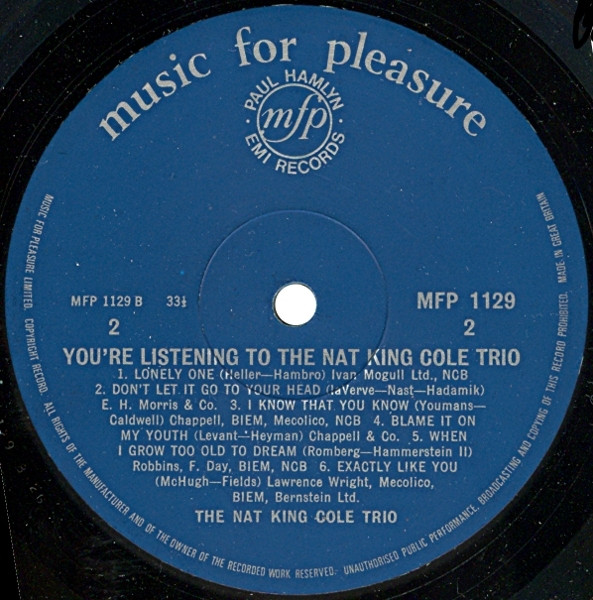 music for pleasure
PAUL HAMLYN
mfp
EMI RECORDS
MFP 1129 B 33⅓
2
MFP 1129
2
YOU'RE LISTENING TO THE NAT KING COLE TRIO
1. LONELY ONE (Heller—Hambro) Ivan Mogull Ltd., NCB
2. DON'T LET IT GO TO YOUR HEAD (laVerve—Nast—Hadamik)
E. H. Morris & Co. 3. I KNOW THAT YOU KNOW (Youmans—
Caldwell) Chappell, BIEM, Mecolico, NCB 4. BLAME IT ON
MY YOUTH (Levant—Heyman) Chappell & Co. 5. WHEN
I GROW TOO OLD TO DREAM (Romberg—Hammerstein II)
Robbins, F. Day, BIEM, NCB 6. EXACTLY LIKE YOU
(McHugh—Fields) Lawrence Wright, Mecolico,
BIEM, Bernstein Ltd.
THE NAT KING COLE TRIO
MUSIC FOR PLEASURE LIMITED. COPYRIGHT RECORD. ALL RIGHTS OF THE MANUFACTURER AND OF THE OWNER OF THE RECORDED WORK RESERVED. UNAUTHORISED PUBLIC PERFORMANCE, BROADCASTING AND COPYING OF THIS RECORD PROHIBITED. MADE IN GREAT BRITAIN